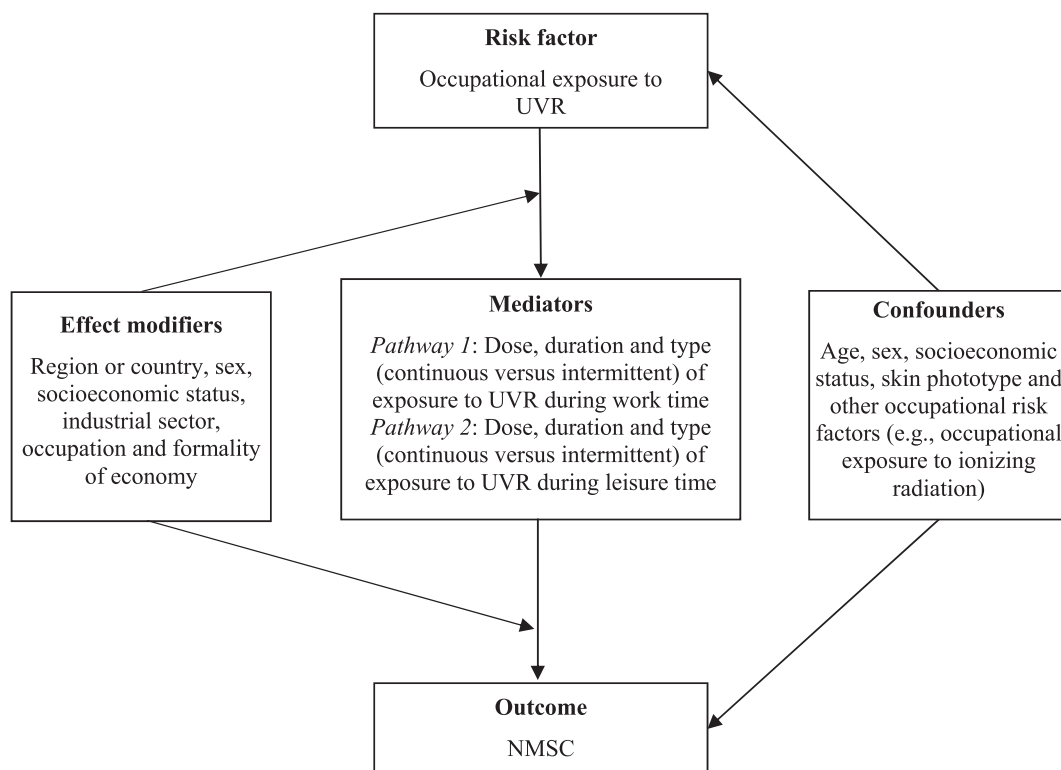 Risk factor
Occupational exposure to
UVR
Effect modifiers
Region or country, sex,
socioeconomic status,
industrial sector,
occupation and formality
of economy
Mediators
Pathway 1: Dose, duration and type
(continuous versus intermittent) of
exposure to UVR during work time
Pathway 2: Dose, duration and type
(continuous versus intermittent) of
exposure to UVR during leisure time
Confounders
Age, sex, socioeconomic
status, skin phototype and
other occupational risk
factors (e.g., occupational
exposure to ionizing
radiation)
Outcome
NMSC